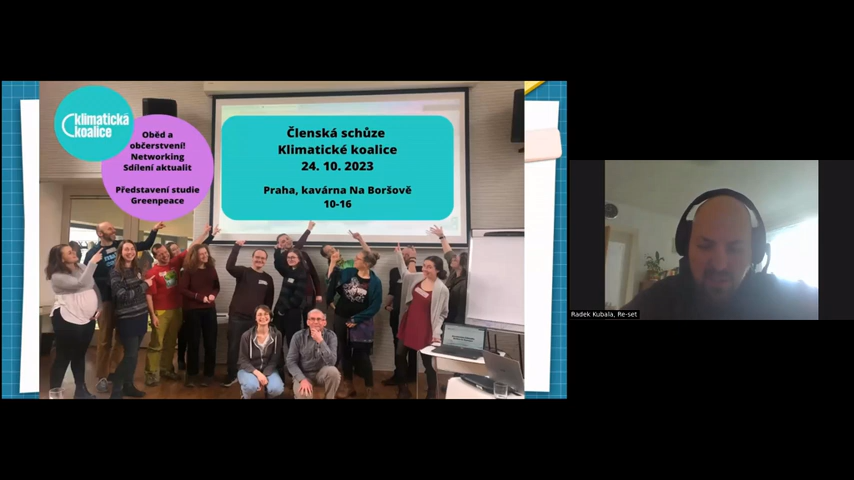 klimatická
koalice
Oběd a
občerstvení!
Networking
Sdílení aktualit
Představení studie
Greenpeace
Členská schůze
Klimatické koalice
24. 10. 2023
Praha, kavárna Na Boršově
10-16
Radek Kubala, Re-set